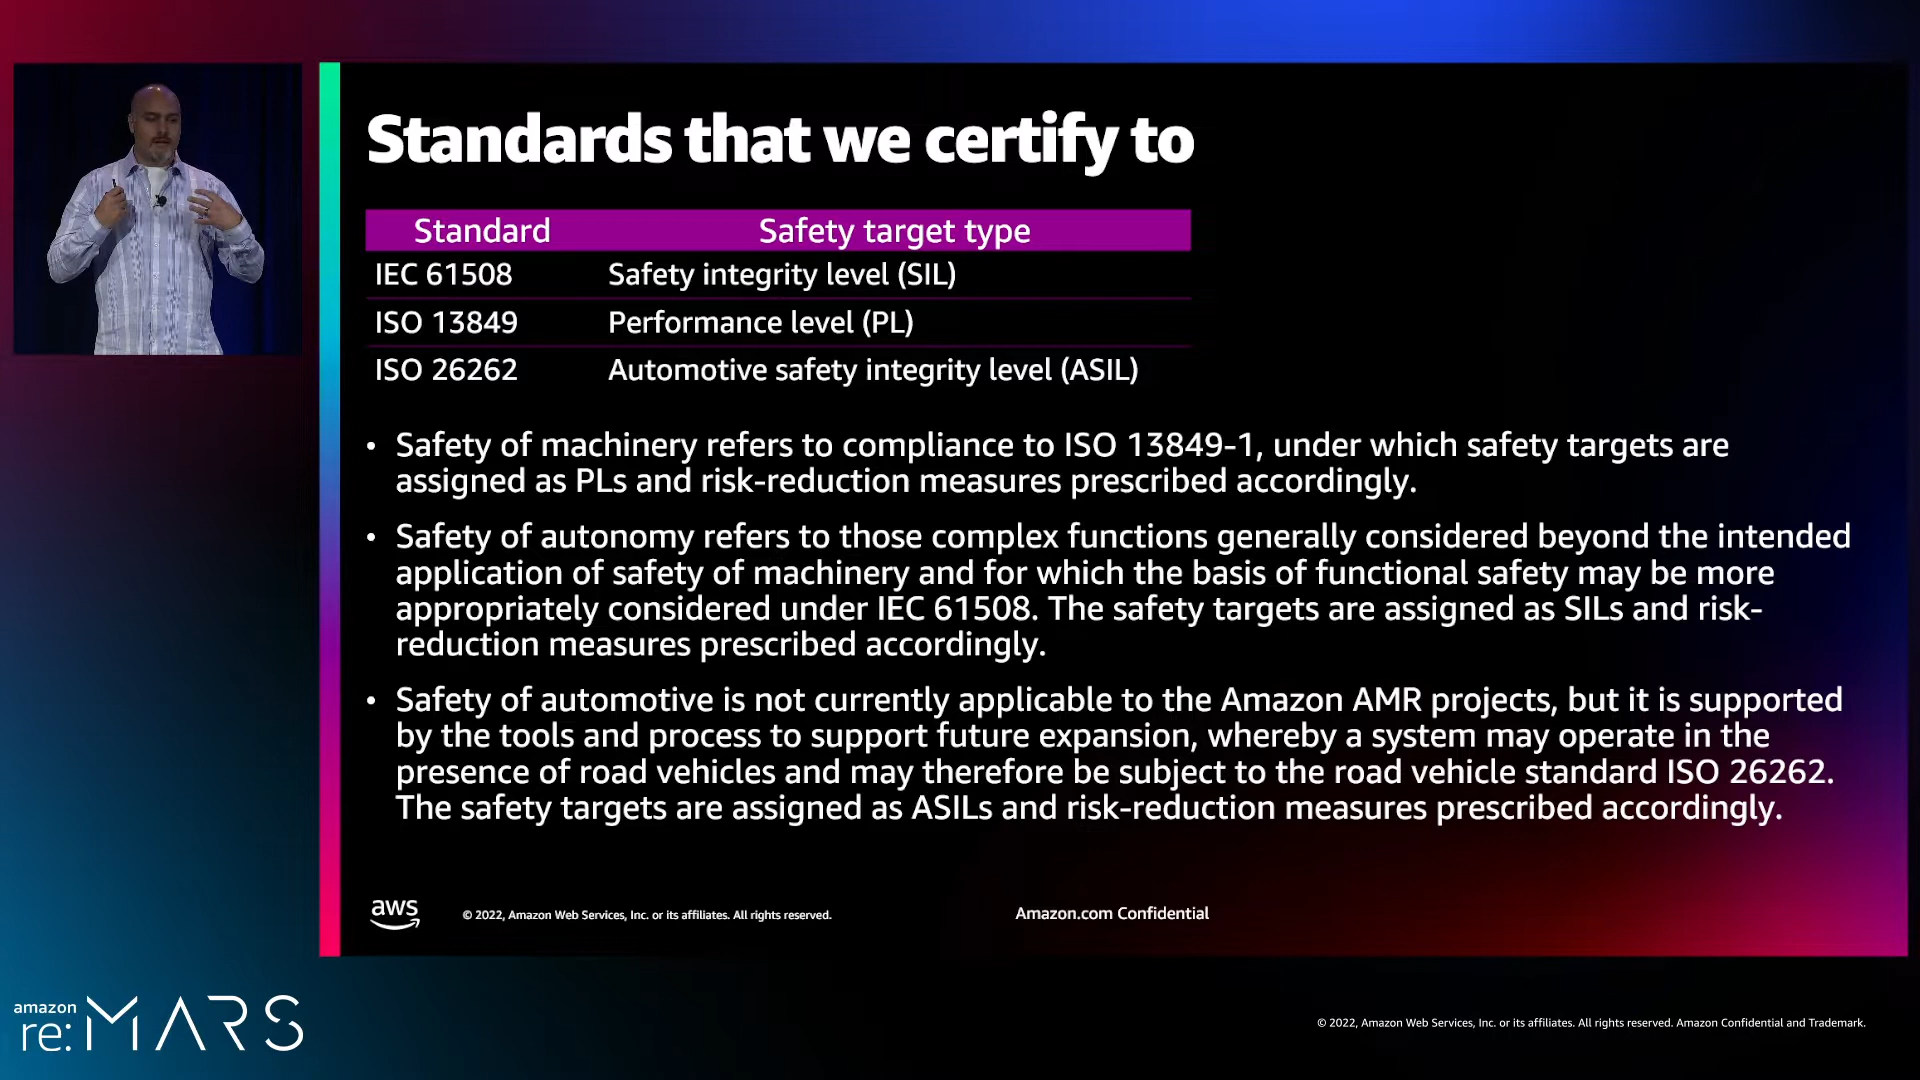 Standards that we certify to
Standard Safety target type
IEC 61508 Safety integrity level (SIL)
ISO 13849 Performance level (PL)
ISO 26262 Automotive safety integrity level (ASIL)
• Safety of machinery refers to compliance to ISO 13849-1, under which safety targets are
assigned as PLs and risk-reduction measures prescribed accordingly.
• Safety of autonomy refers to those complex functions generally considered beyond the intended
application of safety of machinery and for which the basis of functional safety may be more
appropriately considered under IEC 61508. The safety targets are assigned as SILs and risk-
reduction measures prescribed accordingly.
• Safety of automotive is not currently applicable to the Amazon AMR projects, but it is supported
by the tools and process to support future expansion, whereby a system may operate in the
presence of road vehicles and may therefore be subject to the road vehicle standard ISO 26262.
The safety targets are assigned as ASILs and risk-reduction measures prescribed accordingly.
aws © 2022, Amazon Web Services, Inc. or its affiliates. All rights reserved. Amazon.com Confidential
amazon
re:MARS
© 2022, Amazon Web Services, Inc. or its affiliates. All rights reserved. Amazon Confidential and Trademark.